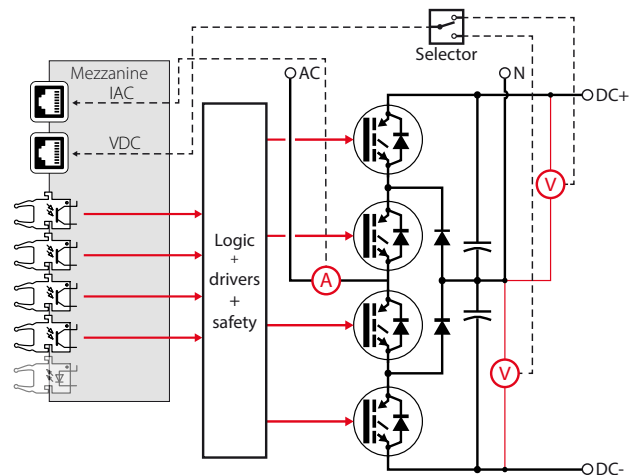 Selector
Mezzanine
IAC
VDC
AC
N
DC+
V
Logic
+
drivers
+
safety
A
V
DC-